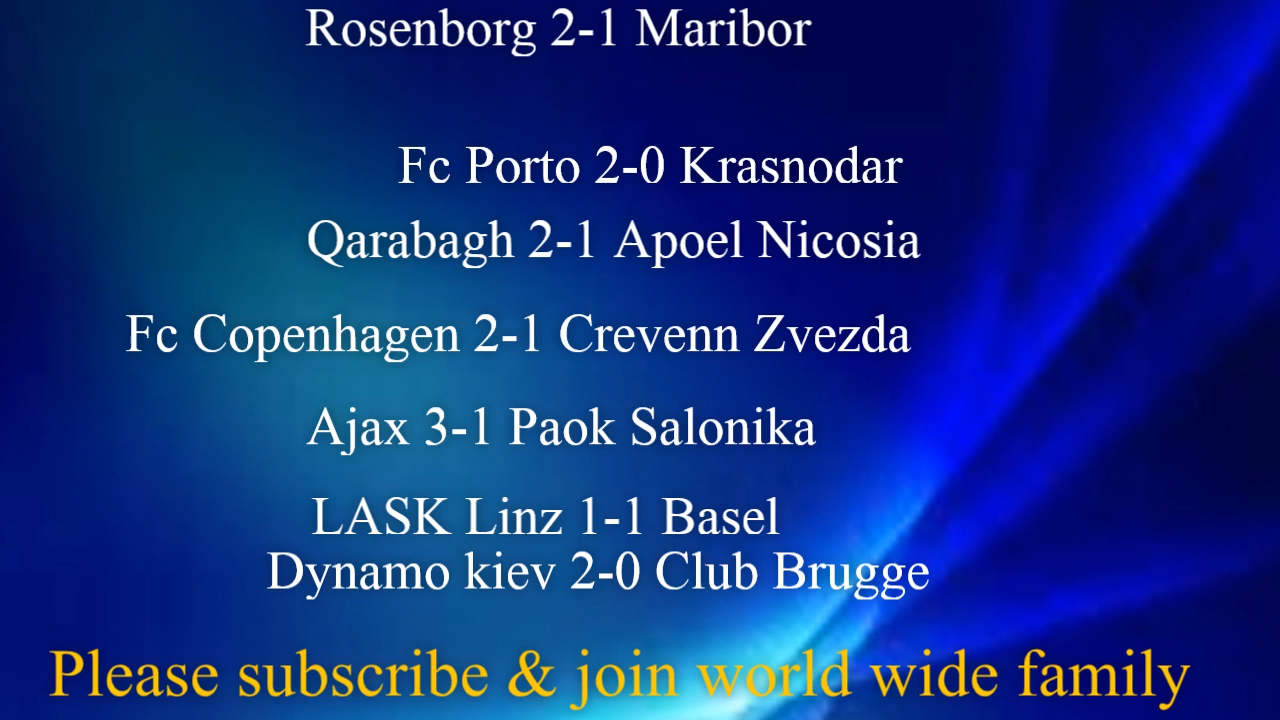 Rosenborg 2-1 Maribor
Fc Porto 2-0 Krasnodar
Qarabagh 2-1 Apoel Nicosia
Fc Copenhagen 2-1 Crevenn Zvezda
Ajax 3-1 Paok Salonika
LASK Linz 1-1 Basel
Dynamo kiev 2-0 Club Brugge
Please subscribe & join world wide family